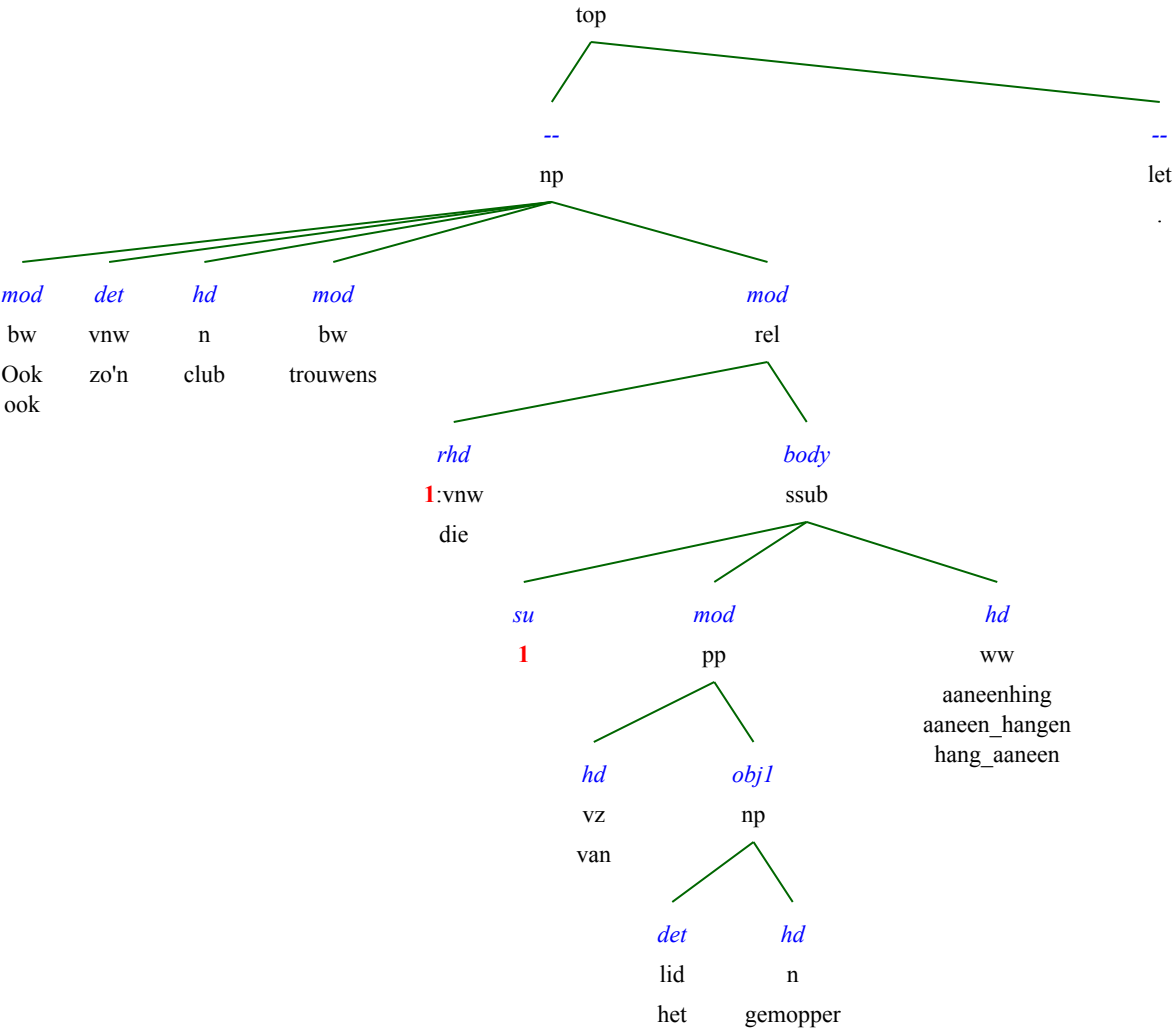 top
-- --
np let
.
mod det hd mod mod
bw vnw n bw rel
Ook zo'n club trouwens
ook
rhd body
1:vnw ssub
die
su mod hd
1 pp ww
aaneenhing
aaneen_hangen
hang_aaneen
hd obj1
vz np
van
det hd
lid n
het gemopper